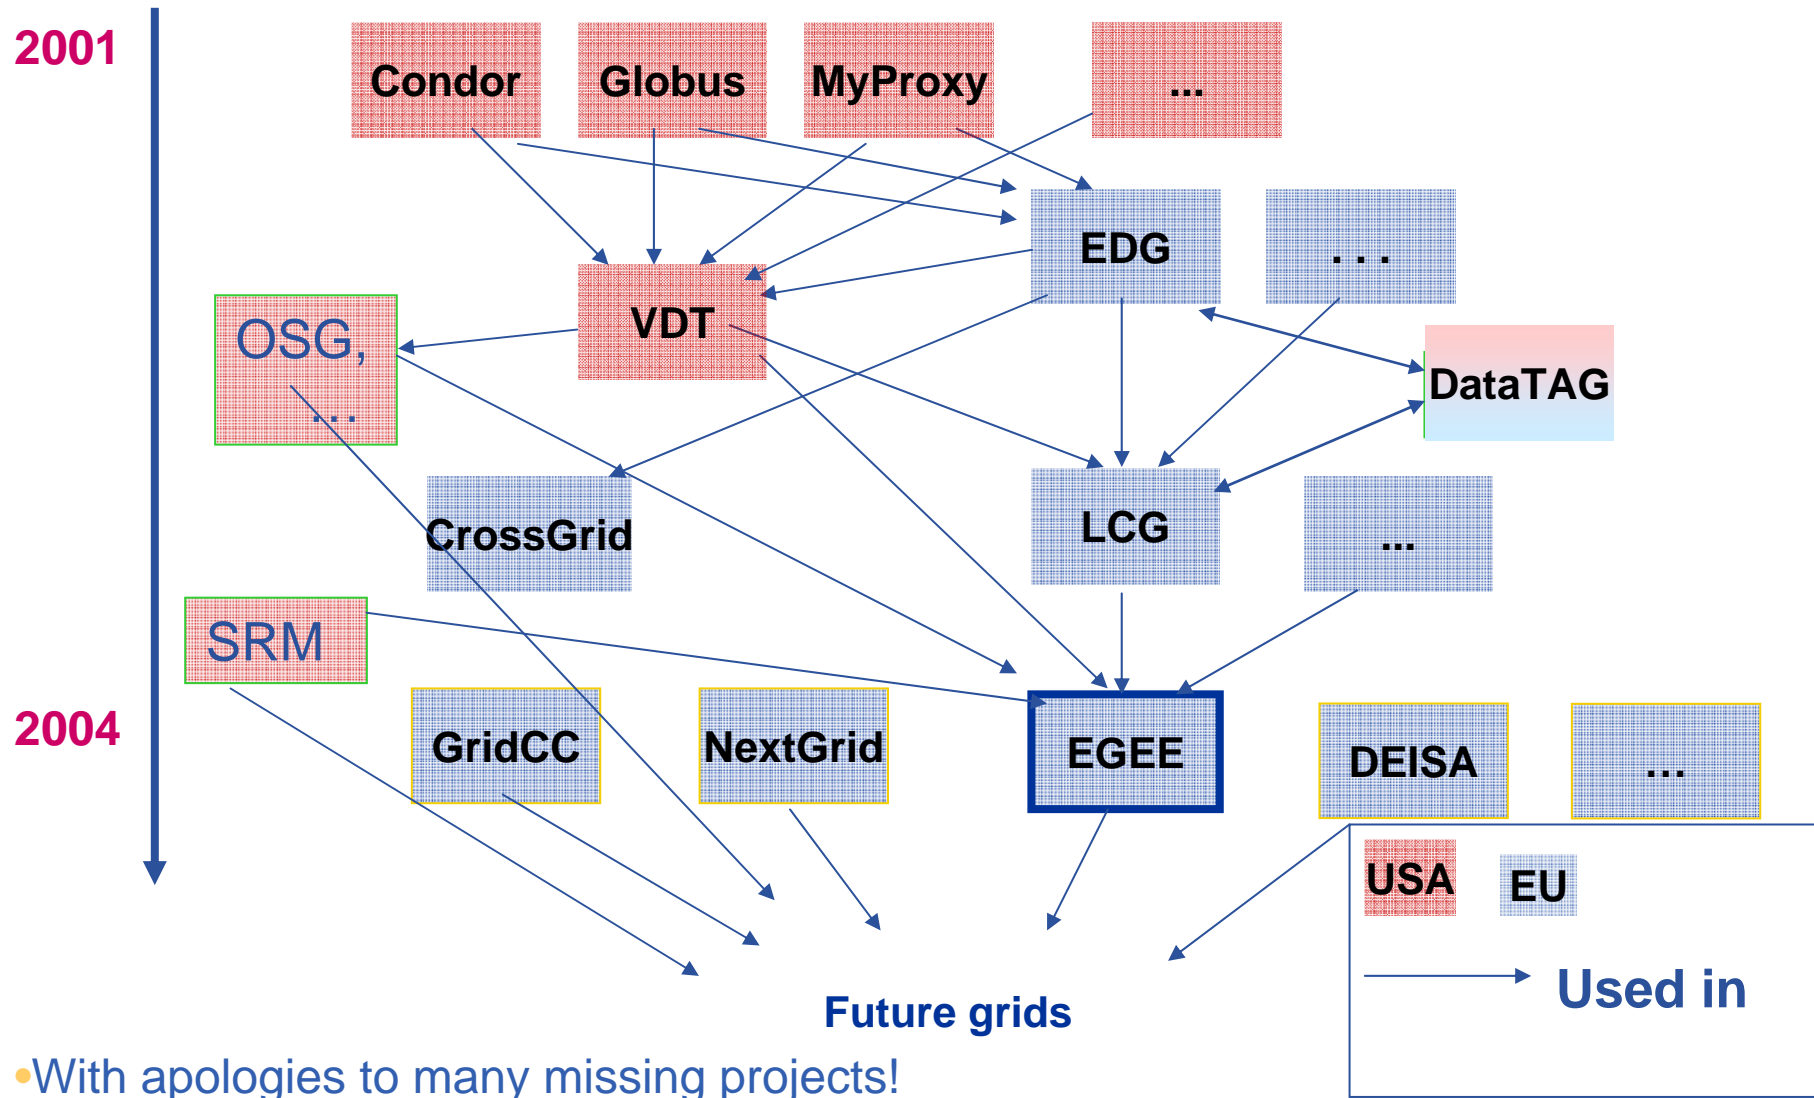 2001
Condor
Globus
MyProxy
...
EDG
. . .
VDT
OSG,
...
DataTAG
CrossGrid
LCG
...
SRM
2004
GridCC
NextGrid
EGEE
DEISA
...
USA
EU
Used in
Future grids
•With apologies to many missing projects!